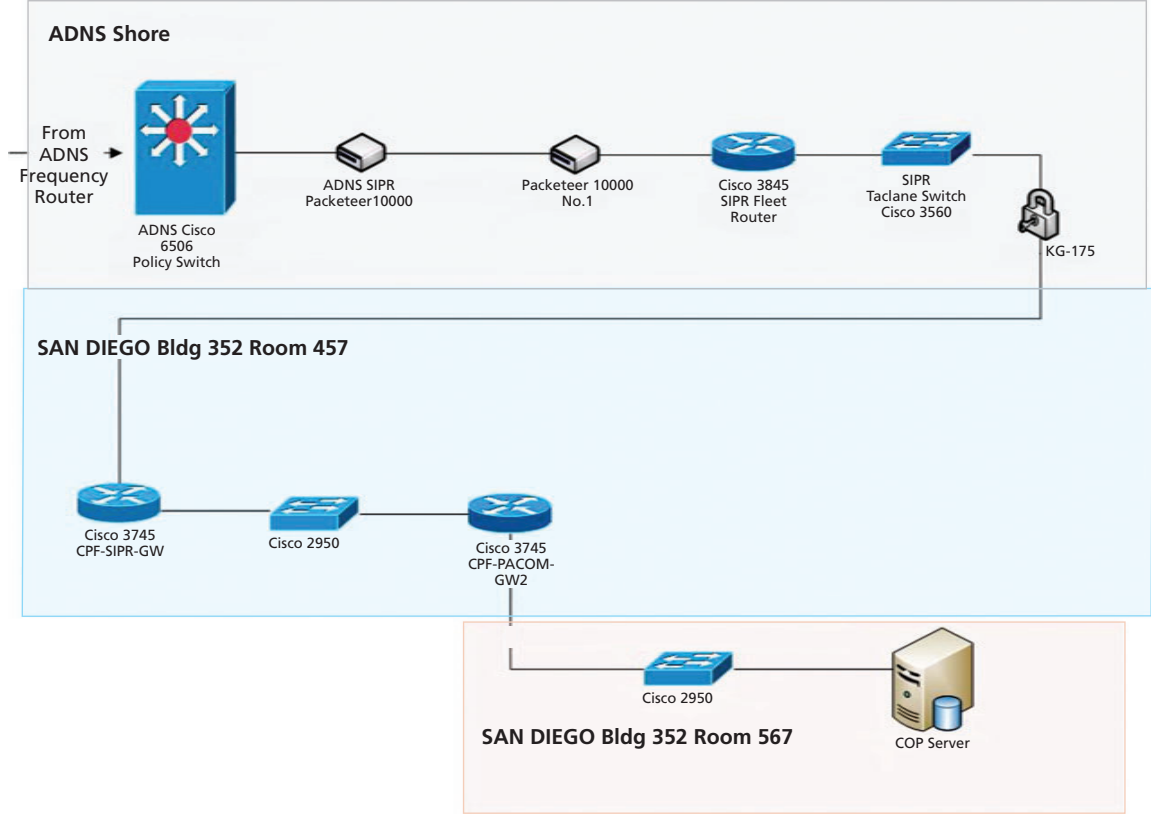 ADNS Shore
From
ADNS
Frequency
Router
ADNS Cisco
6506
Policy Switch
ADNS SIPR
Packeteer10000
Packeteer 10000
No.1
Cisco 3845
SIPR Fleet
Router
SIPR
Taclane Switch
Cisco 3560
KG-175
SAN DIEGO Bldg 352 Room 457
Cisco 3745
CPF-SIPR-GW
Cisco 2950
Cisco 3745
CPF-PACOM-
GW2
Cisco 2950
COP Server
SAN DIEGO Bldg 352 Room 567